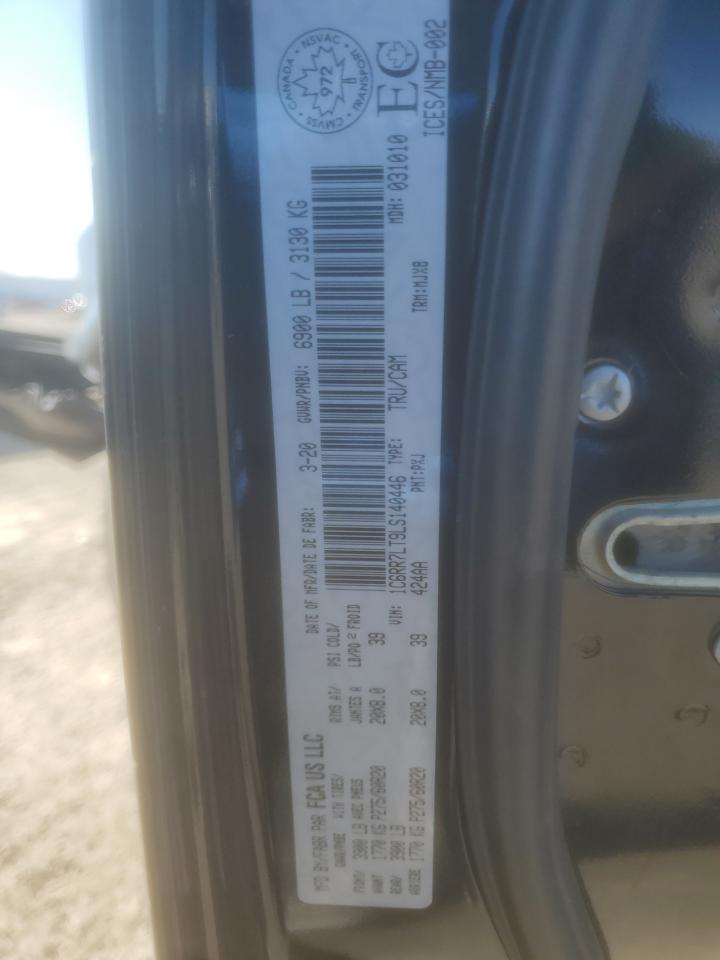 MFD BY/FABR PAR FCA US LLC
DATE OF MFR/DATE DE FABR: 3-20 GVWR/PNBV: 6900 LB / 3130 KG
GAWR/PNBE WITH TIRES/ RIMS AT/ PSI COLD/
FRONT/ 3900 LB AVEC PNEUS JANTES A LB/PO² FROID
AVANT 1770 KG P275/60R20 20X8.0 39
REAR/ 3900 LB
ARRIERE 1770 KG P275/60R20 20X8.0 39
VIN: 1C6RR7LT9LS140446 TYPE: TRU/CAM MDH: 031010
424AA PNT:PXJ TRM:MJX8
CANADA · NSVAC · TRANSPORT · CMVSS
972
EC
ICES/NMB-002